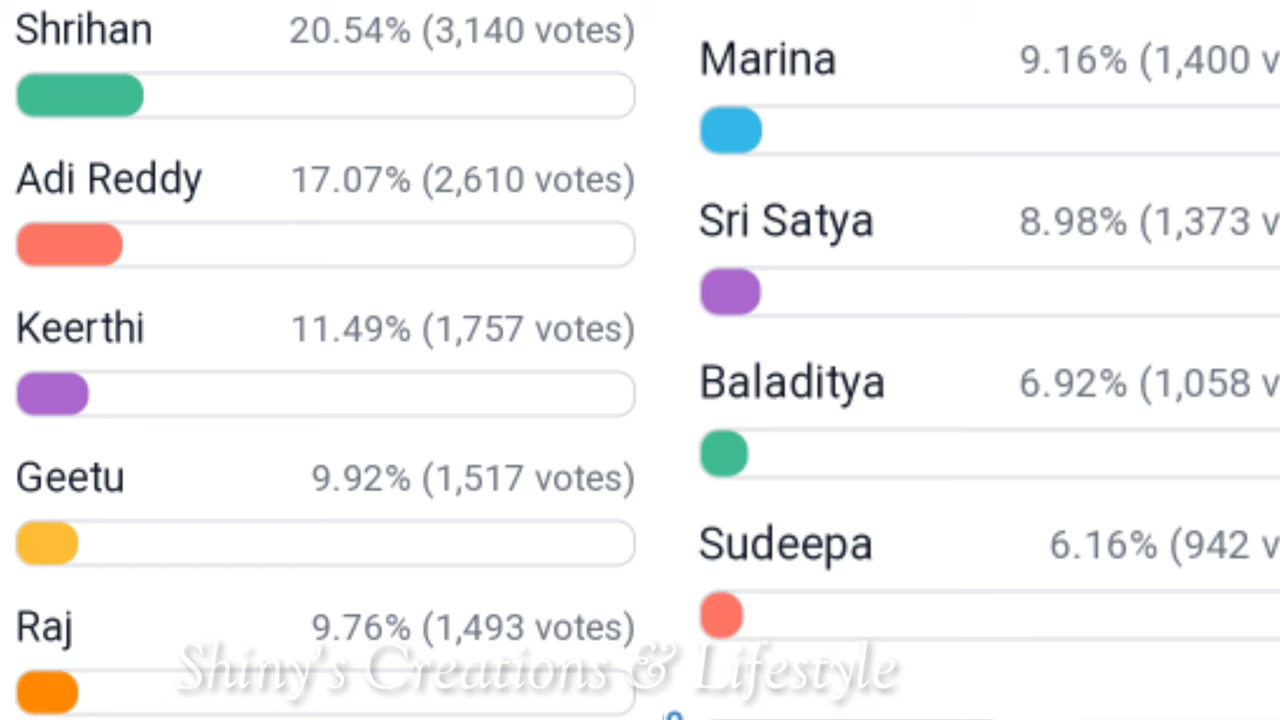 Shrihan 20.54% (3,140 votes)
Adi Reddy 17.07% (2,610 votes)
Keerthi 11.49% (1,757 votes)
Geetu 9.92% (1,517 votes)
Raj 9.76% (1,493 votes)
Marina 9.16% (1,400 v
Sri Satya 8.98% (1,373 v
Baladitya 6.92% (1,058 v
Sudeepa 6.16% (942 v
Shiny's Creations & Lifestyle